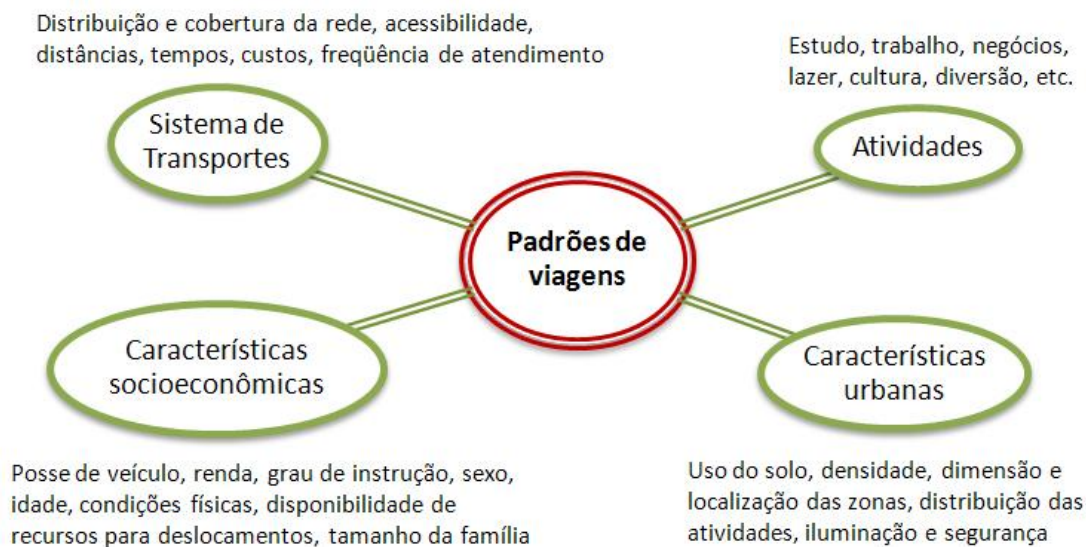 Distribuição e cobertura da rede, acessibilidade,
distâncias, tempos, custos, freqüência de atendimento
Estudo, trabalho, negócios,
lazer, cultura, diversão, etc.
Sistema de
Transportes
Atividades
Padrões de
viagens
Características
socioeconômicas
Características
urbanas
Posse de veículo, renda, grau de instrução, sexo,
idade, condições físicas, disponibilidade de
recursos para deslocamentos, tamanho da família
Uso do solo, densidade, dimensão e
localização das zonas, distribuição das
atividades, iluminação e segurança